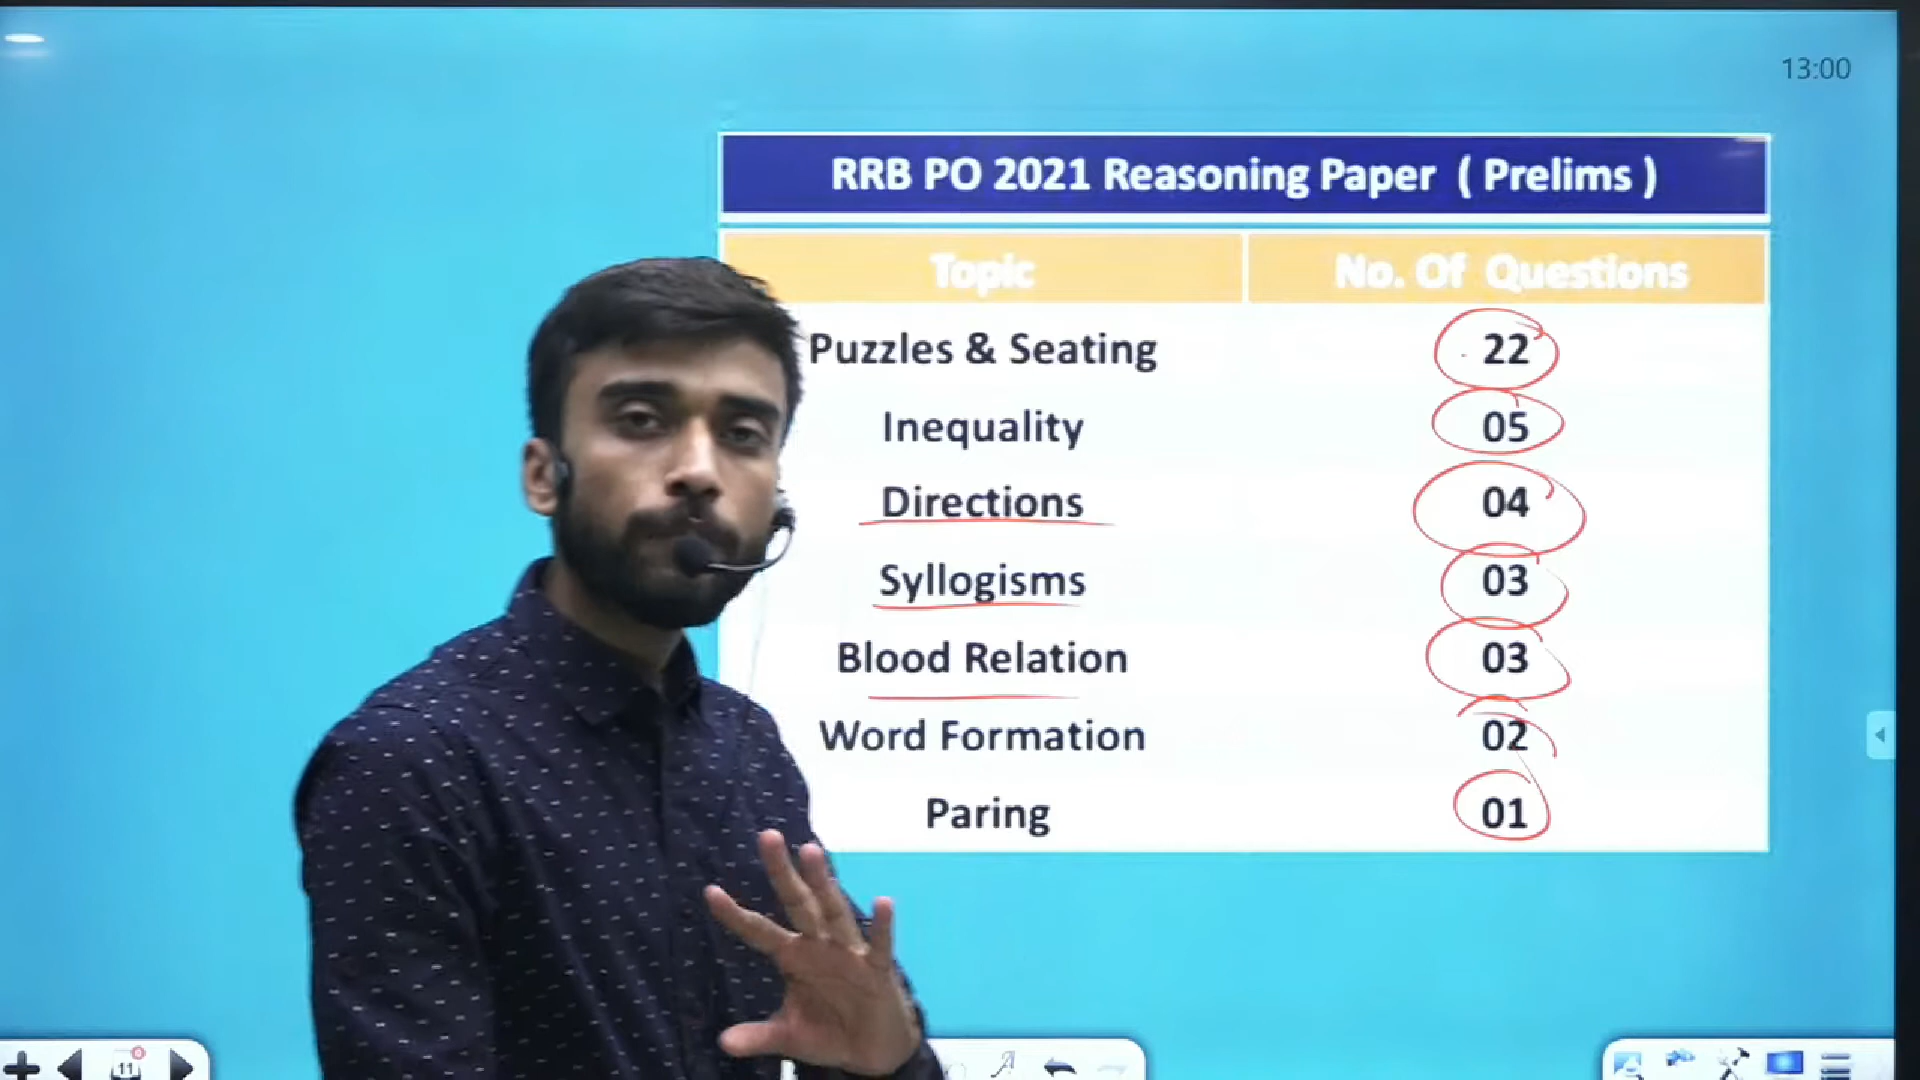 13:00
RRB PO 2021 Reasoning Paper ( Prelims )
Topic No. Of Questions
Puzzles & Seating 22
Inequality 05
Directions 04
Syllogisms 03
Blood Relation 03
Word Formation 02
Paring 01
11
A